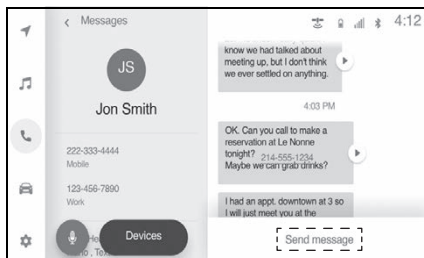 Messages
4:12
JS
Jon Smith
222-333-4444
Mobile
123-456-7890
Work
Devices
know we had talked about
meeting up, but I don't think
we ever settled on anything.
4:03 PM
OK. Can you call to make a
reservation at Le Nonne
tonight? 214-555-1234
Maybe we can grab drinks?
I had an appt. downtown at 3 so
I will just meet you at the
Send message